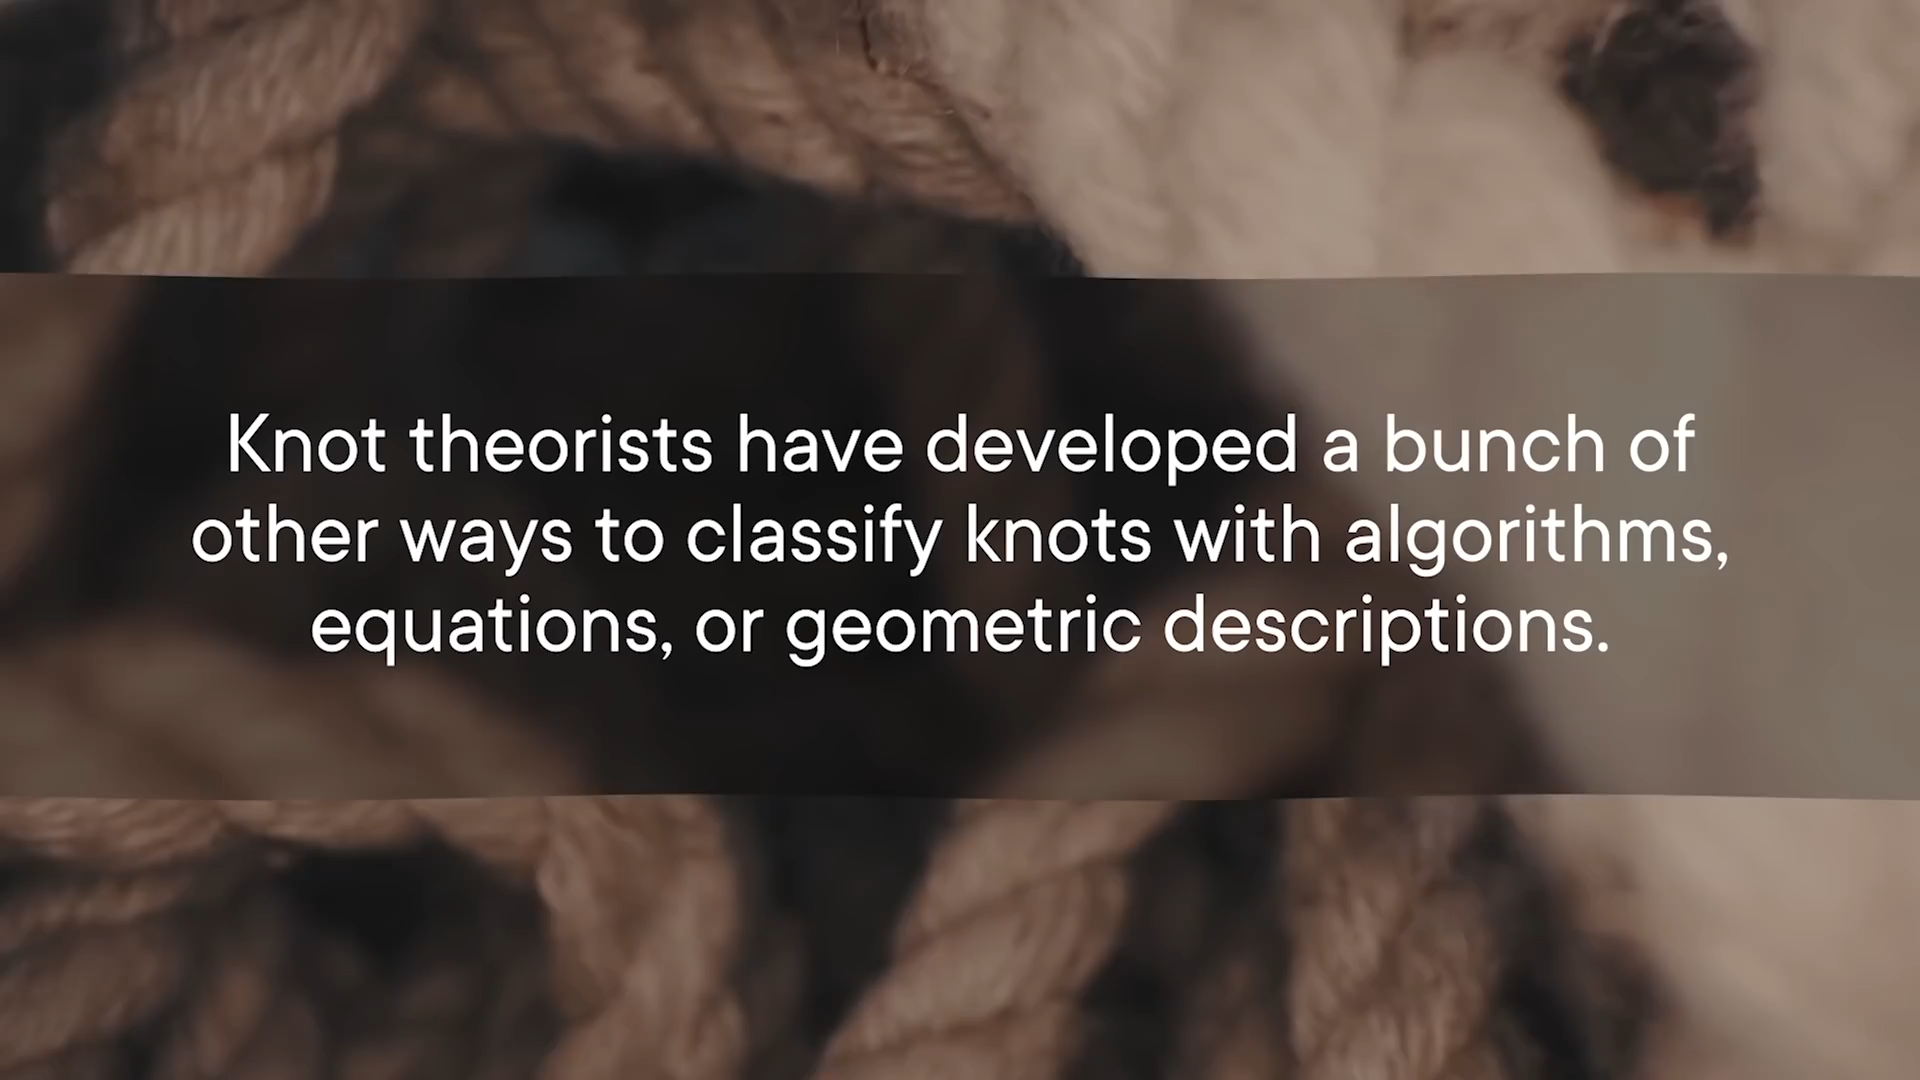 Knot theorists have developed a bunch of
other ways to classify knots with algorithms,
equations, or geometric descriptions.